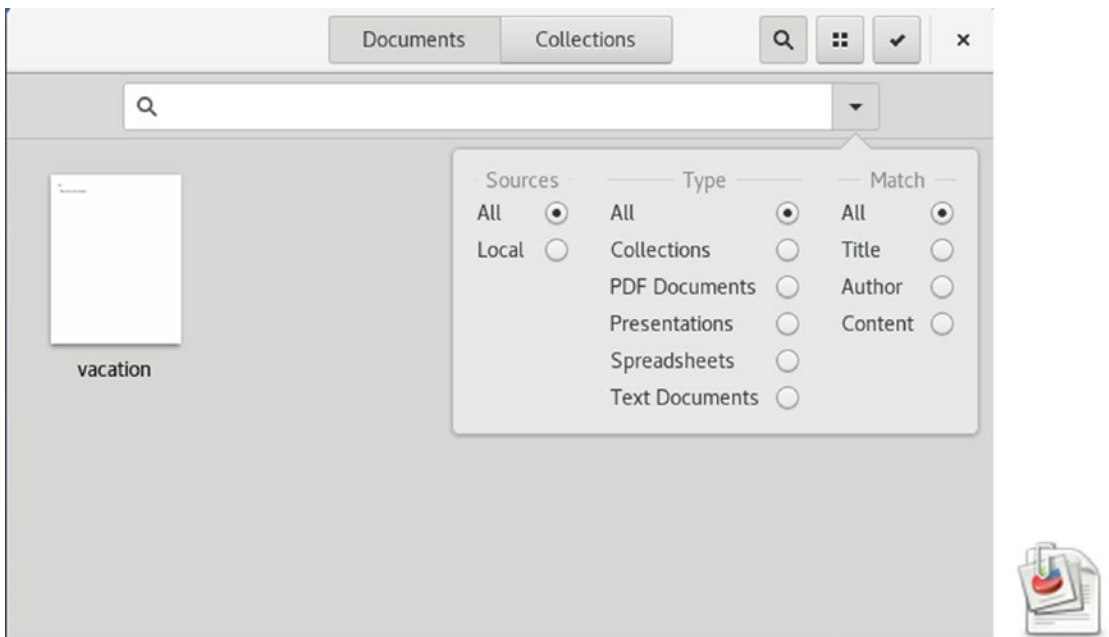 Documents Collections
Sources Type Match
All All All
Local Collections Title
PDF Documents Author
Presentations Content
Spreadsheets
Text Documents
vacation